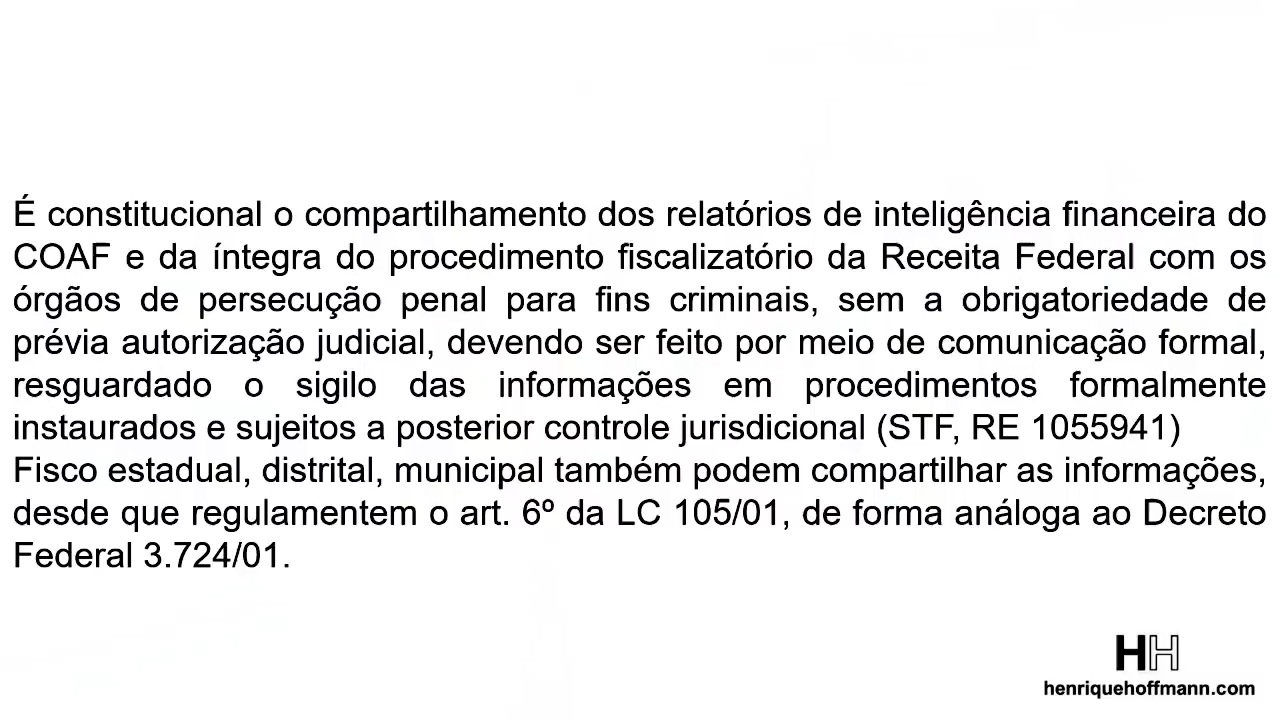 É constitucional o compartilhamento dos relatórios de inteligência financeira do
COAF e da íntegra do procedimento fiscalizatório da Receita Federal com os
órgãos de persecução penal para fins criminais, sem a obrigatoriedade de
prévia autorização judicial, devendo ser feito por meio de comunicação formal,
resguardado o sigilo das informações em procedimentos formalmente
instaurados e sujeitos a posterior controle jurisdicional (STF, RE 1055941)
Fisco estadual, distrital, municipal também podem compartilhar as informações,
desde que regulamentem o art. 6º da LC 105/01, de forma análoga ao Decreto
Federal 3.724/01.
HH
henriquehoffmann.com